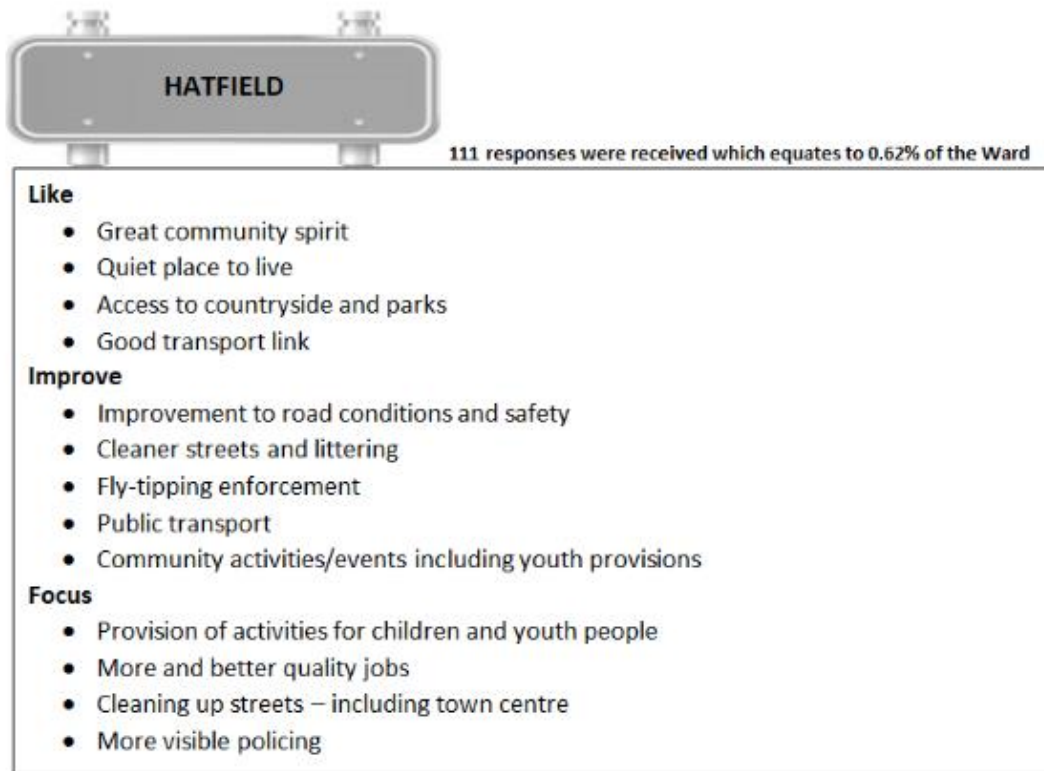 HATFIELD
111 responses were received which equates to 0.62% of the Ward
Like
• Great community spirit
• Quiet place to live
• Access to countryside and parks
• Good transport link
Improve
• Improvement to road conditions and safety
• Cleaner streets and littering
• Fly-tipping enforcement
• Public transport
• Community activities/events including youth provisions
Focus
• Provision of activities for children and youth people
• More and better quality jobs
• Cleaning up streets – including town centre
• More visible policing